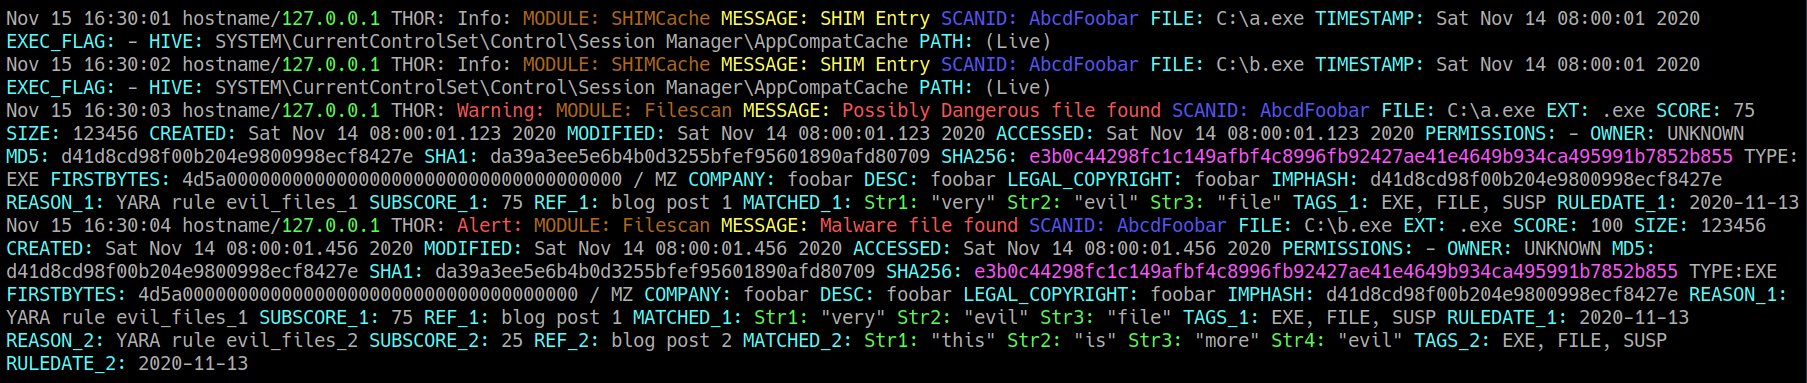 Nov 15 16:30:01 hostname/127.0.0.1 THOR: Info: MODULE: SHIMCache MESSAGE: SHIM Entry SCANID: AbcdFoobar FILE: C:\a.exe TIMESTAMP: Sat Nov 14 08:00:01 2020
EXEC_FLAG: - HIVE: SYSTEM\CurrentControlSet\Control\Session Manager\AppCompatCache PATH: (Live)
Nov 15 16:30:02 hostname/127.0.0.1 THOR: Info: MODULE: SHIMCache MESSAGE: SHIM Entry SCANID: AbcdFoobar FILE: C:\b.exe TIMESTAMP: Sat Nov 14 08:00:01 2020
EXEC_FLAG: - HIVE: SYSTEM\CurrentControlSet\Control\Session Manager\AppCompatCache PATH: (Live)
Nov 15 16:30:03 hostname/127.0.0.1 THOR: Warning: MODULE: Filescan MESSAGE: Possibly Dangerous file found SCANID: AbcdFoobar FILE: C:\a.exe EXT: .exe SCORE: 75
SIZE: 123456 CREATED: Sat Nov 14 08:00:01.123 2020 MODIFIED: Sat Nov 14 08:00:01.123 2020 ACCESSED: Sat Nov 14 08:00:01.123 2020 PERMISSIONS: - OWNER: UNKNOWN
MD5: d41d8cd98f00b204e9800998ecf8427e SHA1: da39a3ee5e6b4b0d3255bfef95601890afd80709 SHA256: e3b0c44298fc1c149afbf4c8996fb92427ae41e4649b934ca495991b7852b855 TYPE:
EXE FIRSTBYTES: 4d5a000000000000000000000000000000000000 / MZ COMPANY: foobar DESC: foobar LEGAL_COPYRIGHT: foobar IMPHASH: d41d8cd98f00b204e9800998ecf8427e
REASON_1: YARA rule evil_files_1 SUBSCORE_1: 75 REF_1: blog post 1 MATCHED_1: Str1: "very" Str2: "evil" Str3: "file" TAGS_1: EXE, FILE, SUSP RULEDATE_1: 2020-11-13
Nov 15 16:30:04 hostname/127.0.0.1 THOR: Alert: MODULE: Filescan MESSAGE: Malware file found SCANID: AbcdFoobar FILE: C:\b.exe EXT: .exe SCORE: 100 SIZE: 123456
CREATED: Sat Nov 14 08:00:01.456 2020 MODIFIED: Sat Nov 14 08:00:01.456 2020 ACCESSED: Sat Nov 14 08:00:01.456 2020 PERMISSIONS: - OWNER: UNKNOWN MD5:
d41d8cd98f00b204e9800998ecf8427e SHA1: da39a3ee5e6b4b0d3255bfef95601890afd80709 SHA256: e3b0c44298fc1c149afbf4c8996fb92427ae41e4649b934ca495991b7852b855 TYPE:EXE
FIRSTBYTES: 4d5a000000000000000000000000000000000000 / MZ COMPANY: foobar DESC: foobar LEGAL_COPYRIGHT: foobar IMPHASH: d41d8cd98f00b204e9800998ecf8427e REASON_1:
YARA rule evil_files_1 SUBSCORE_1: 75 REF_1: blog post 1 MATCHED_1: Str1: "very" Str2: "evil" Str3: "file" TAGS_1: EXE, FILE, SUSP RULEDATE_1: 2020-11-13
REASON_2: YARA rule evil_files_2 SUBSCORE_2: 25 REF_2: blog post 2 MATCHED_2: Str1: "this" Str2: "is" Str3: "more" Str4: "evil" TAGS_2: EXE, FILE, SUSP
RULEDATE_2: 2020-11-13